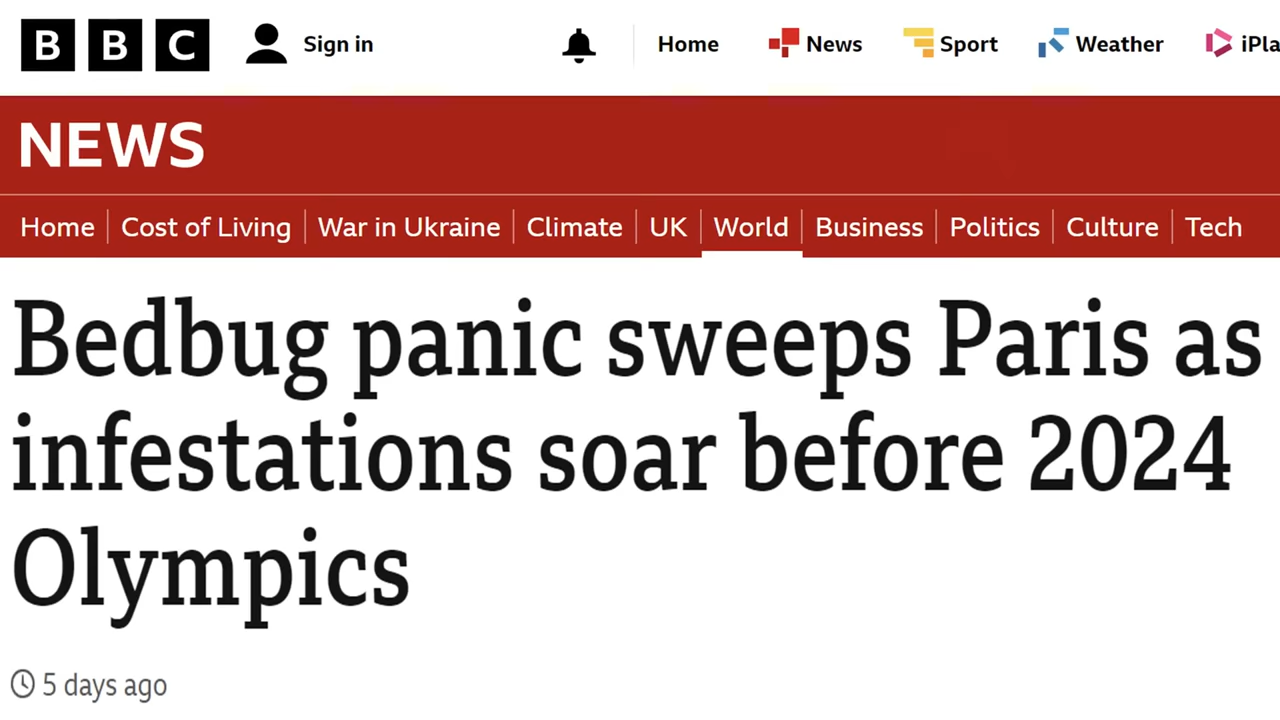 BBC Sign in Home News Sport Weather iPla
NEWS
Home Cost of Living War in Ukraine Climate UK World Business Politics Culture Tech
Bedbug panic sweeps Paris as
infestations soar before 2024
Olympics
5 days ago